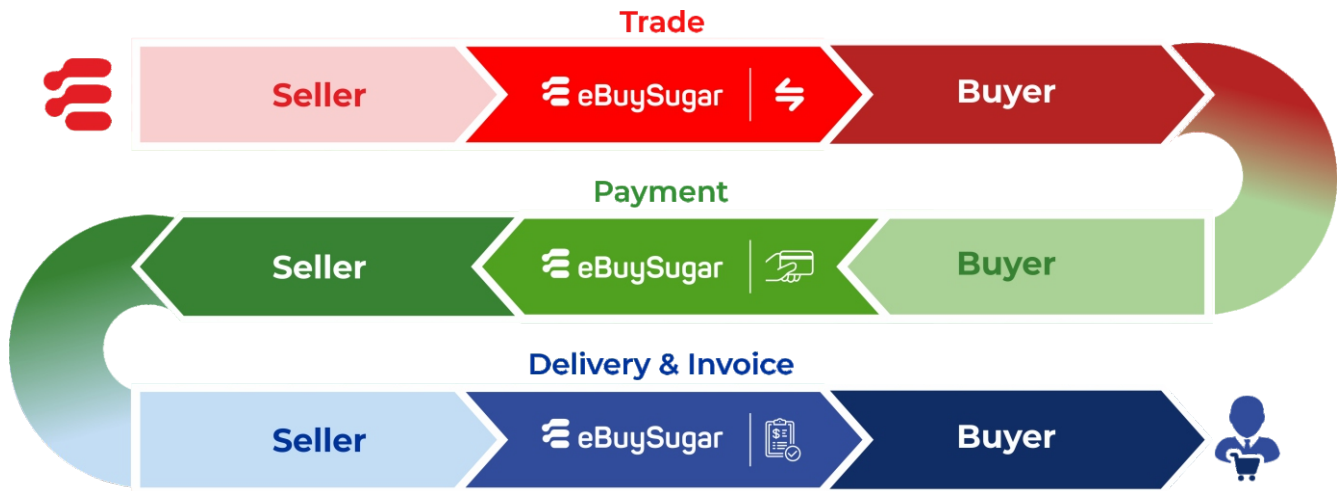 Trade
Seller
eBuySugar
Buyer
Payment
Seller
eBuySugar
Buyer
Delivery & Invoice
Seller
eBuySugar
Buyer